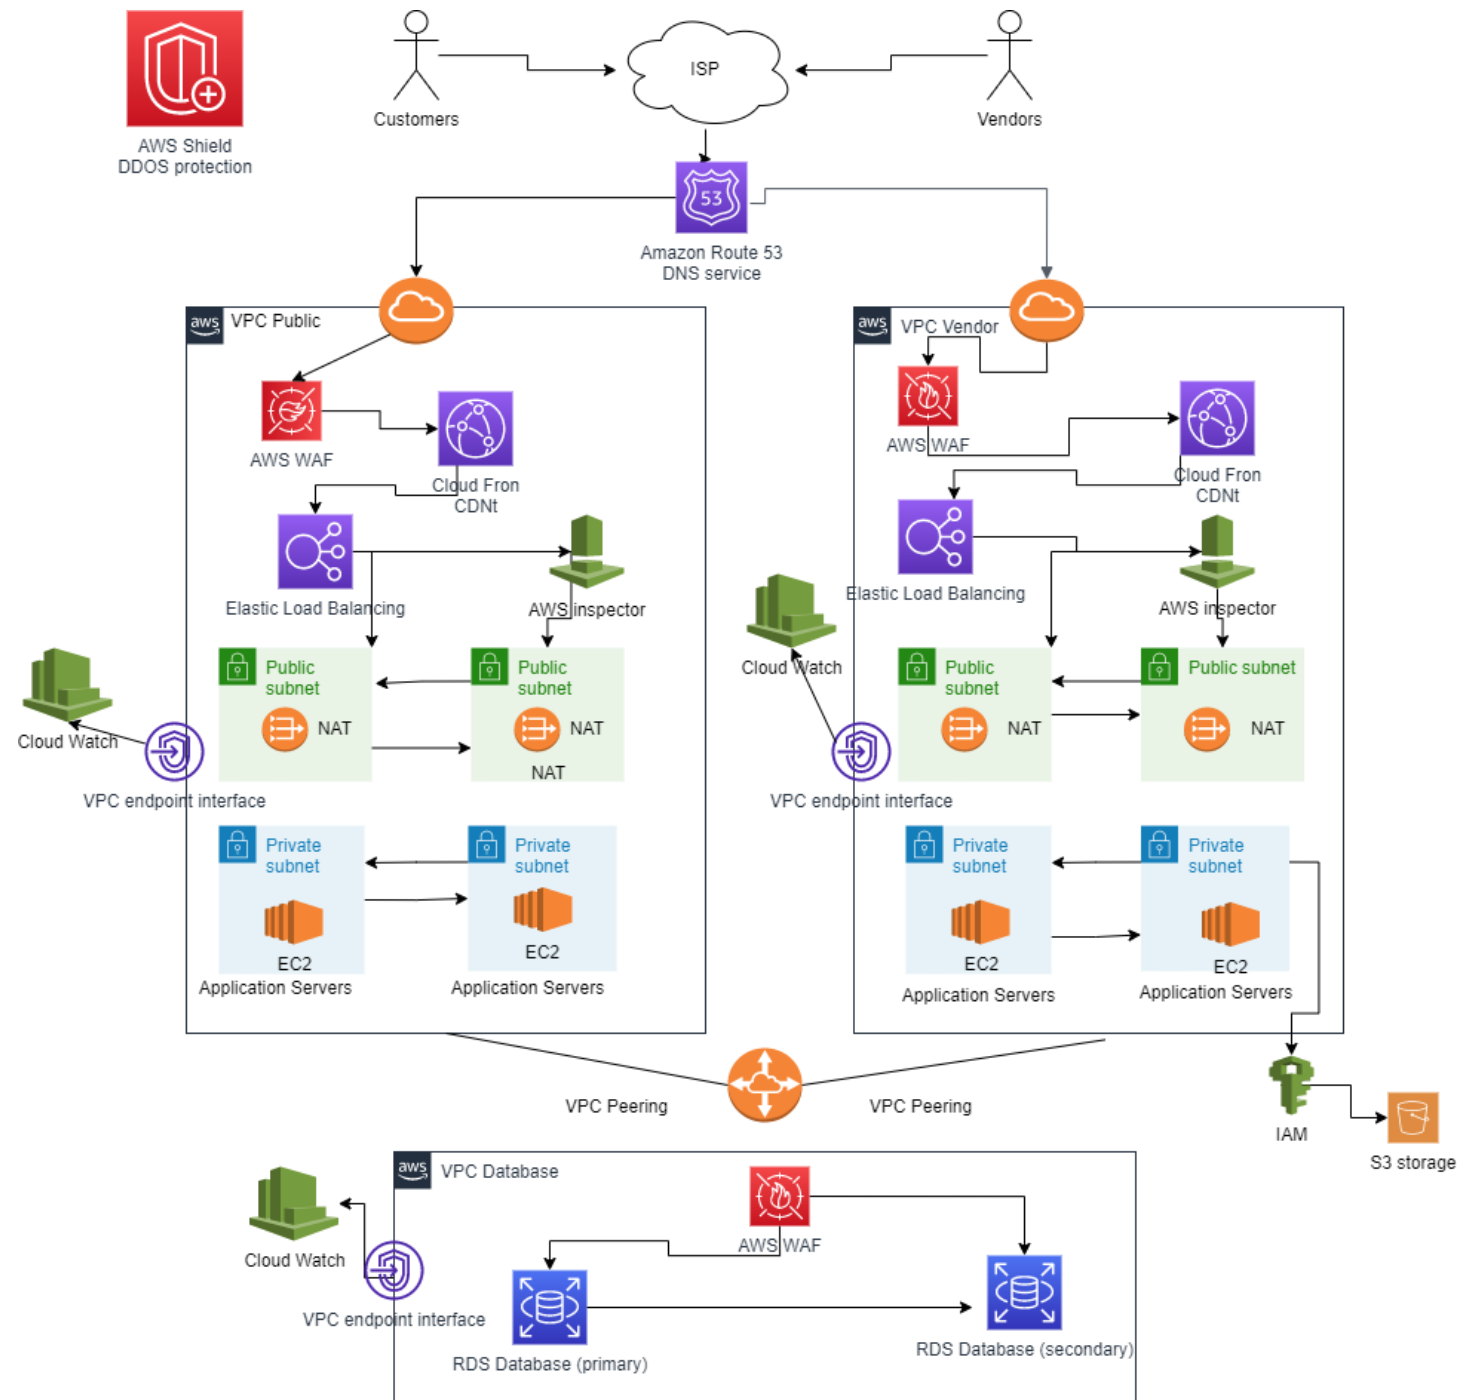 Customers
ISP
Vendors
AWS Shield
DDOS protection
53
Amazon Route 53
DNS service
aws
VPC Public
aws
VPC Vendor
AWS WAF
AWS WAF
Cloud Fron
CDNt
Cloud Fron
CDNt
Elastic Load Balancing
AWS inspector
Elastic Load Balancing
AWS inspector
Cloud Watch
Public
subnet
NAT
Public
subnet
NAT
NAT
Cloud Watch
Public
subnet
NAT
Public subnet
NAT
VPC endpoint interface
VPC endpoint interface
Private
subnet
EC2
Application Servers
Private
subnet
EC2
Application Servers
Private
subnet
EC2
Application Servers
Private
subnet
EC2
Application Servers
VPC Peering
VPC Peering
IAM
S3 storage
aws
VPC Database
AWS WAF
Cloud Watch
VPC endpoint interface
RDS Database (primary)
RDS Database (secondary)